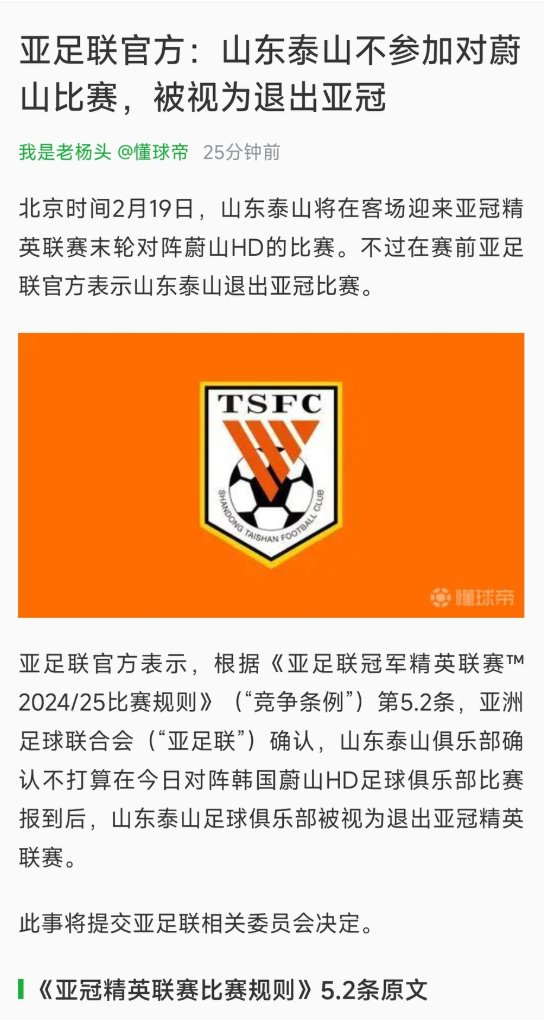 亚足联官方：山东泰山不参加对蔚
山比赛，被视为退出亚冠
我是老杨头 @懂球帝 25分钟前
北京时间2月19日，山东泰山将在客场迎来亚冠精
英联赛末轮对阵蔚山HD的比赛。不过在赛前亚足
联官方表示山东泰山退出亚冠比赛。
TSFC
SHANDONG TAISHAN FOOTBALL CLUB
懂球帝
亚足联官方表示，根据《亚足联冠军精英联赛™
2024/25比赛规则》（“竞争条例”）第5.2条，亚洲
足球联合会（“亚足联”）确认，山东泰山俱乐部确
认不打算在今日对阵韩国蔚山HD足球俱乐部比赛
报到后，山东泰山足球俱乐部被视为退出亚冠精英
联赛。
此事将提交亚足联相关委员会决定。
《亚冠精英联赛比赛规则》5.2条原文